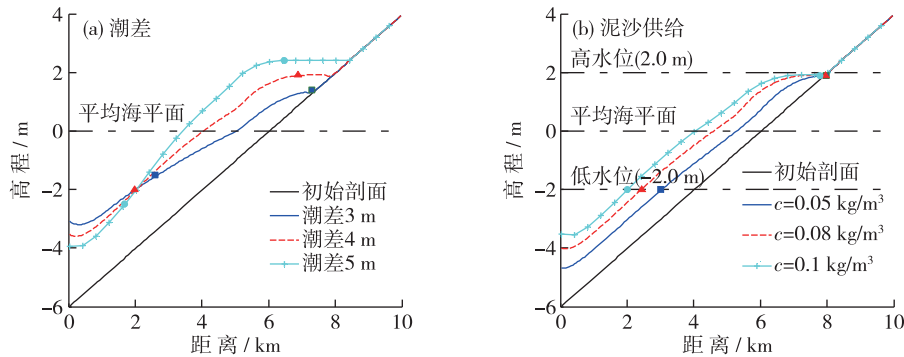 (a) 潮差
平均海平面
初始剖面
潮差3 m
潮差4 m
潮差5 m
高程 / m
4
2
0
−2
−4
−6
0
2
4
6
8
10
距离 / km
(b) 泥沙供给
高水位(2.0 m)
平均海平面
低水位(−2.0 m)
初始剖面
c=0.05 kg/m³
c=0.08 kg/m³
c=0.1 kg/m³
高程 / m
4
2
0
−2
−4
−6
0
2
4
6
8
10
距离 / km